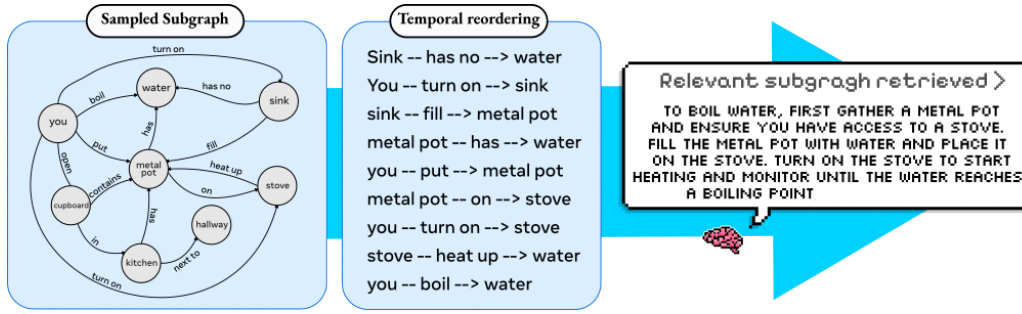 Sampled Subgraph
turn on
water
has no
sink
boil
you
has
fill
put
open
metal
pot
heat up
stove
on
contains
cupboard
has
hallway
in
kitchen
next to
turn on
Temporal reordering
Sink -- has no --> water
You -- turn on --> sink
sink -- fill --> metal pot
metal pot -- has --> water
you -- put --> metal pot
metal pot -- on --> stove
you -- turn on --> stove
stove -- heat up --> water
you -- boil --> water
Relevant subgragh retrieved >
TO BOIL WATER, FIRST GATHER A METAL POT
AND ENSURE YOU HAVE ACCESS TO A STOVE.
FILL THE METAL POT WITH WATER AND PLACE IT
ON THE STOVE. TURN ON THE STOVE TO START
HEATING AND MONITOR UNTIL THE WATER REACHES
A BOILING POINT